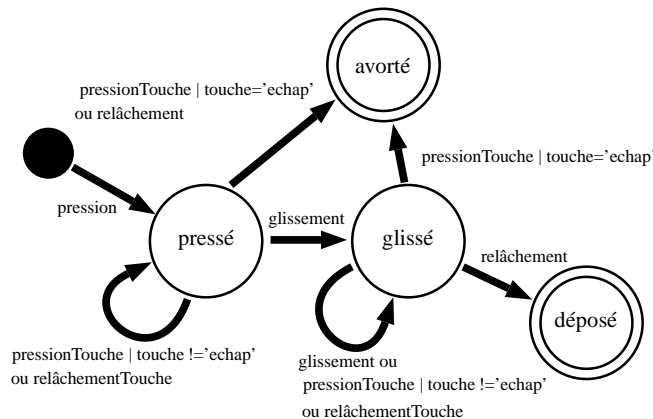 avorté
pressionTouche | touche='echap'
ou relâchement
pressionTouche | touche='echap'
pression
glissement
pressé
glissé
relâchement
déposé
pressionTouche | touche !='echap'
ou relâchementTouche
glissement ou
pressionTouche | touche !='echap'
ou relâchementTouche